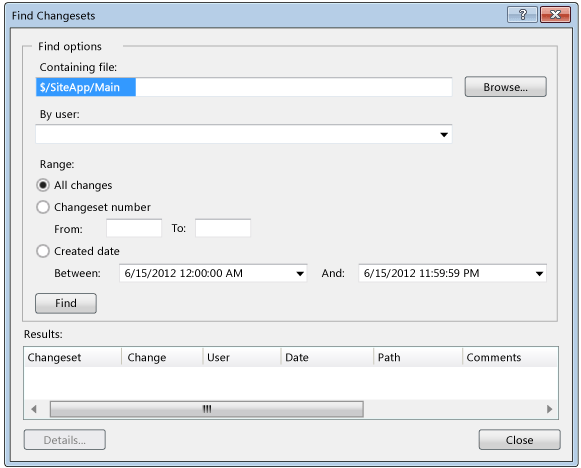 Find Changesets
Find options
Containing file:
$/SiteApp/Main
Browse...
By user:
Range:
All changes
Changeset number
From: To:
Created date
Between: 6/15/2012 12:00:00 AM And: 6/15/2012 11:59:59 PM
Find
Results:
Changeset Change User Date Path Comments
Details... Close